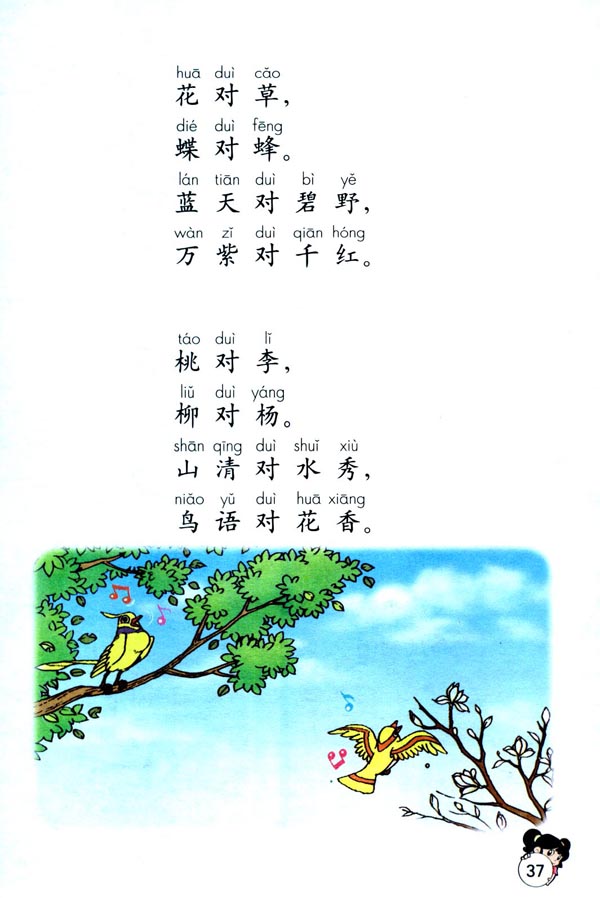 huā duì cǎo
花对草，
dié duì fēng
蝶对蜂。
lán tiān duì bì yě
蓝天对碧野，
wàn zǐ duì qiān hóng
万紫对千红。
táo duì lǐ
桃对李，
liǔ duì yáng
柳对杨。
shān qīng duì shuǐ xiù
山清对水秀，
niǎo yǔ duì huā xiāng
鸟语对花香。
37